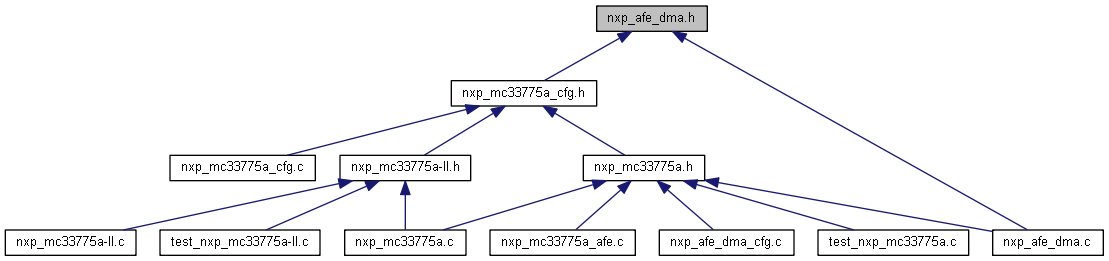 nxp_afe_dma.h
nxp_mc33775a_cfg.h
nxp_mc33775a_cfg.c
nxp_mc33775a-ll.h
nxp_mc33775a.h
nxp_mc33775a-ll.c
test_nxp_mc33775a-ll.c
nxp_mc33775a.c
nxp_mc33775a_afe.c
nxp_afe_dma_cfg.c
test_nxp_mc33775a.c
nxp_afe_dma.c